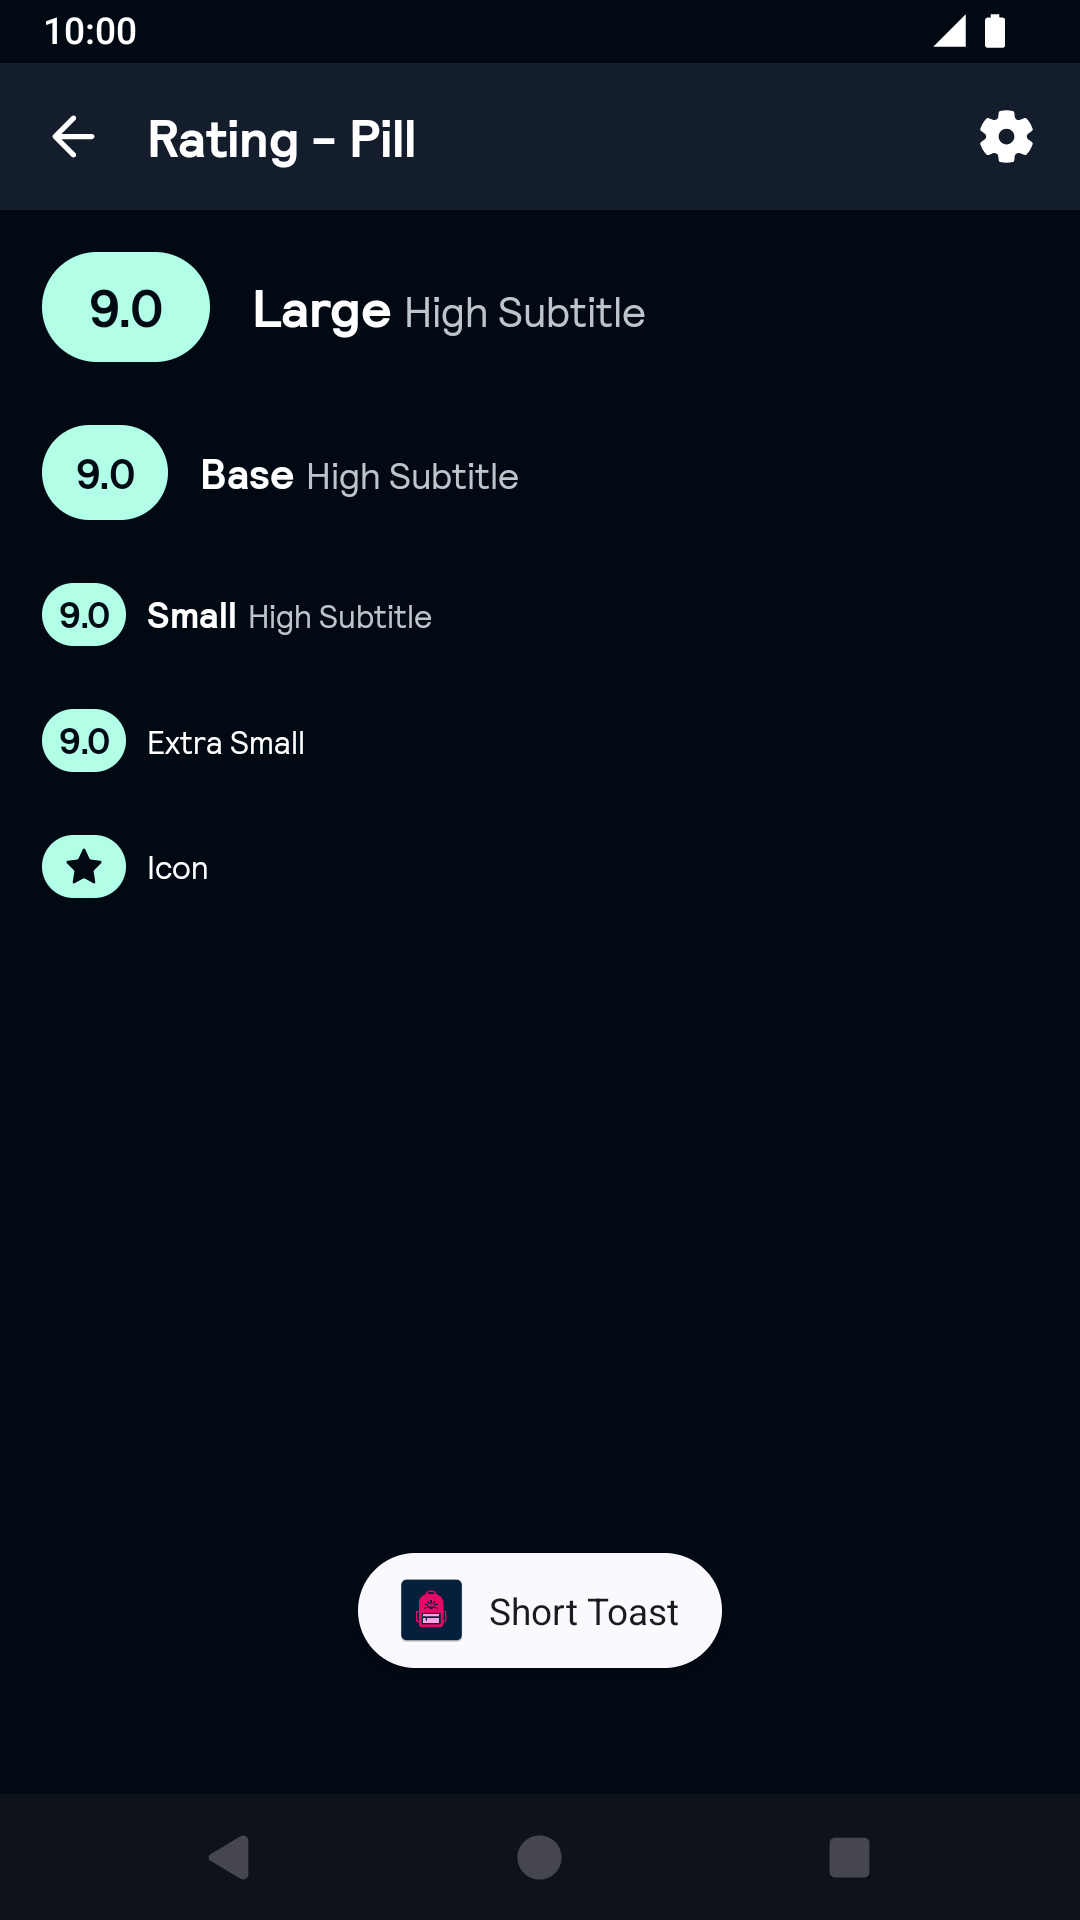 10:00
Rating - Pill
9.0 Large High Subtitle
9.0 Base High Subtitle
9.0 Small High Subtitle
9.0 Extra Small
Icon
Short Toast